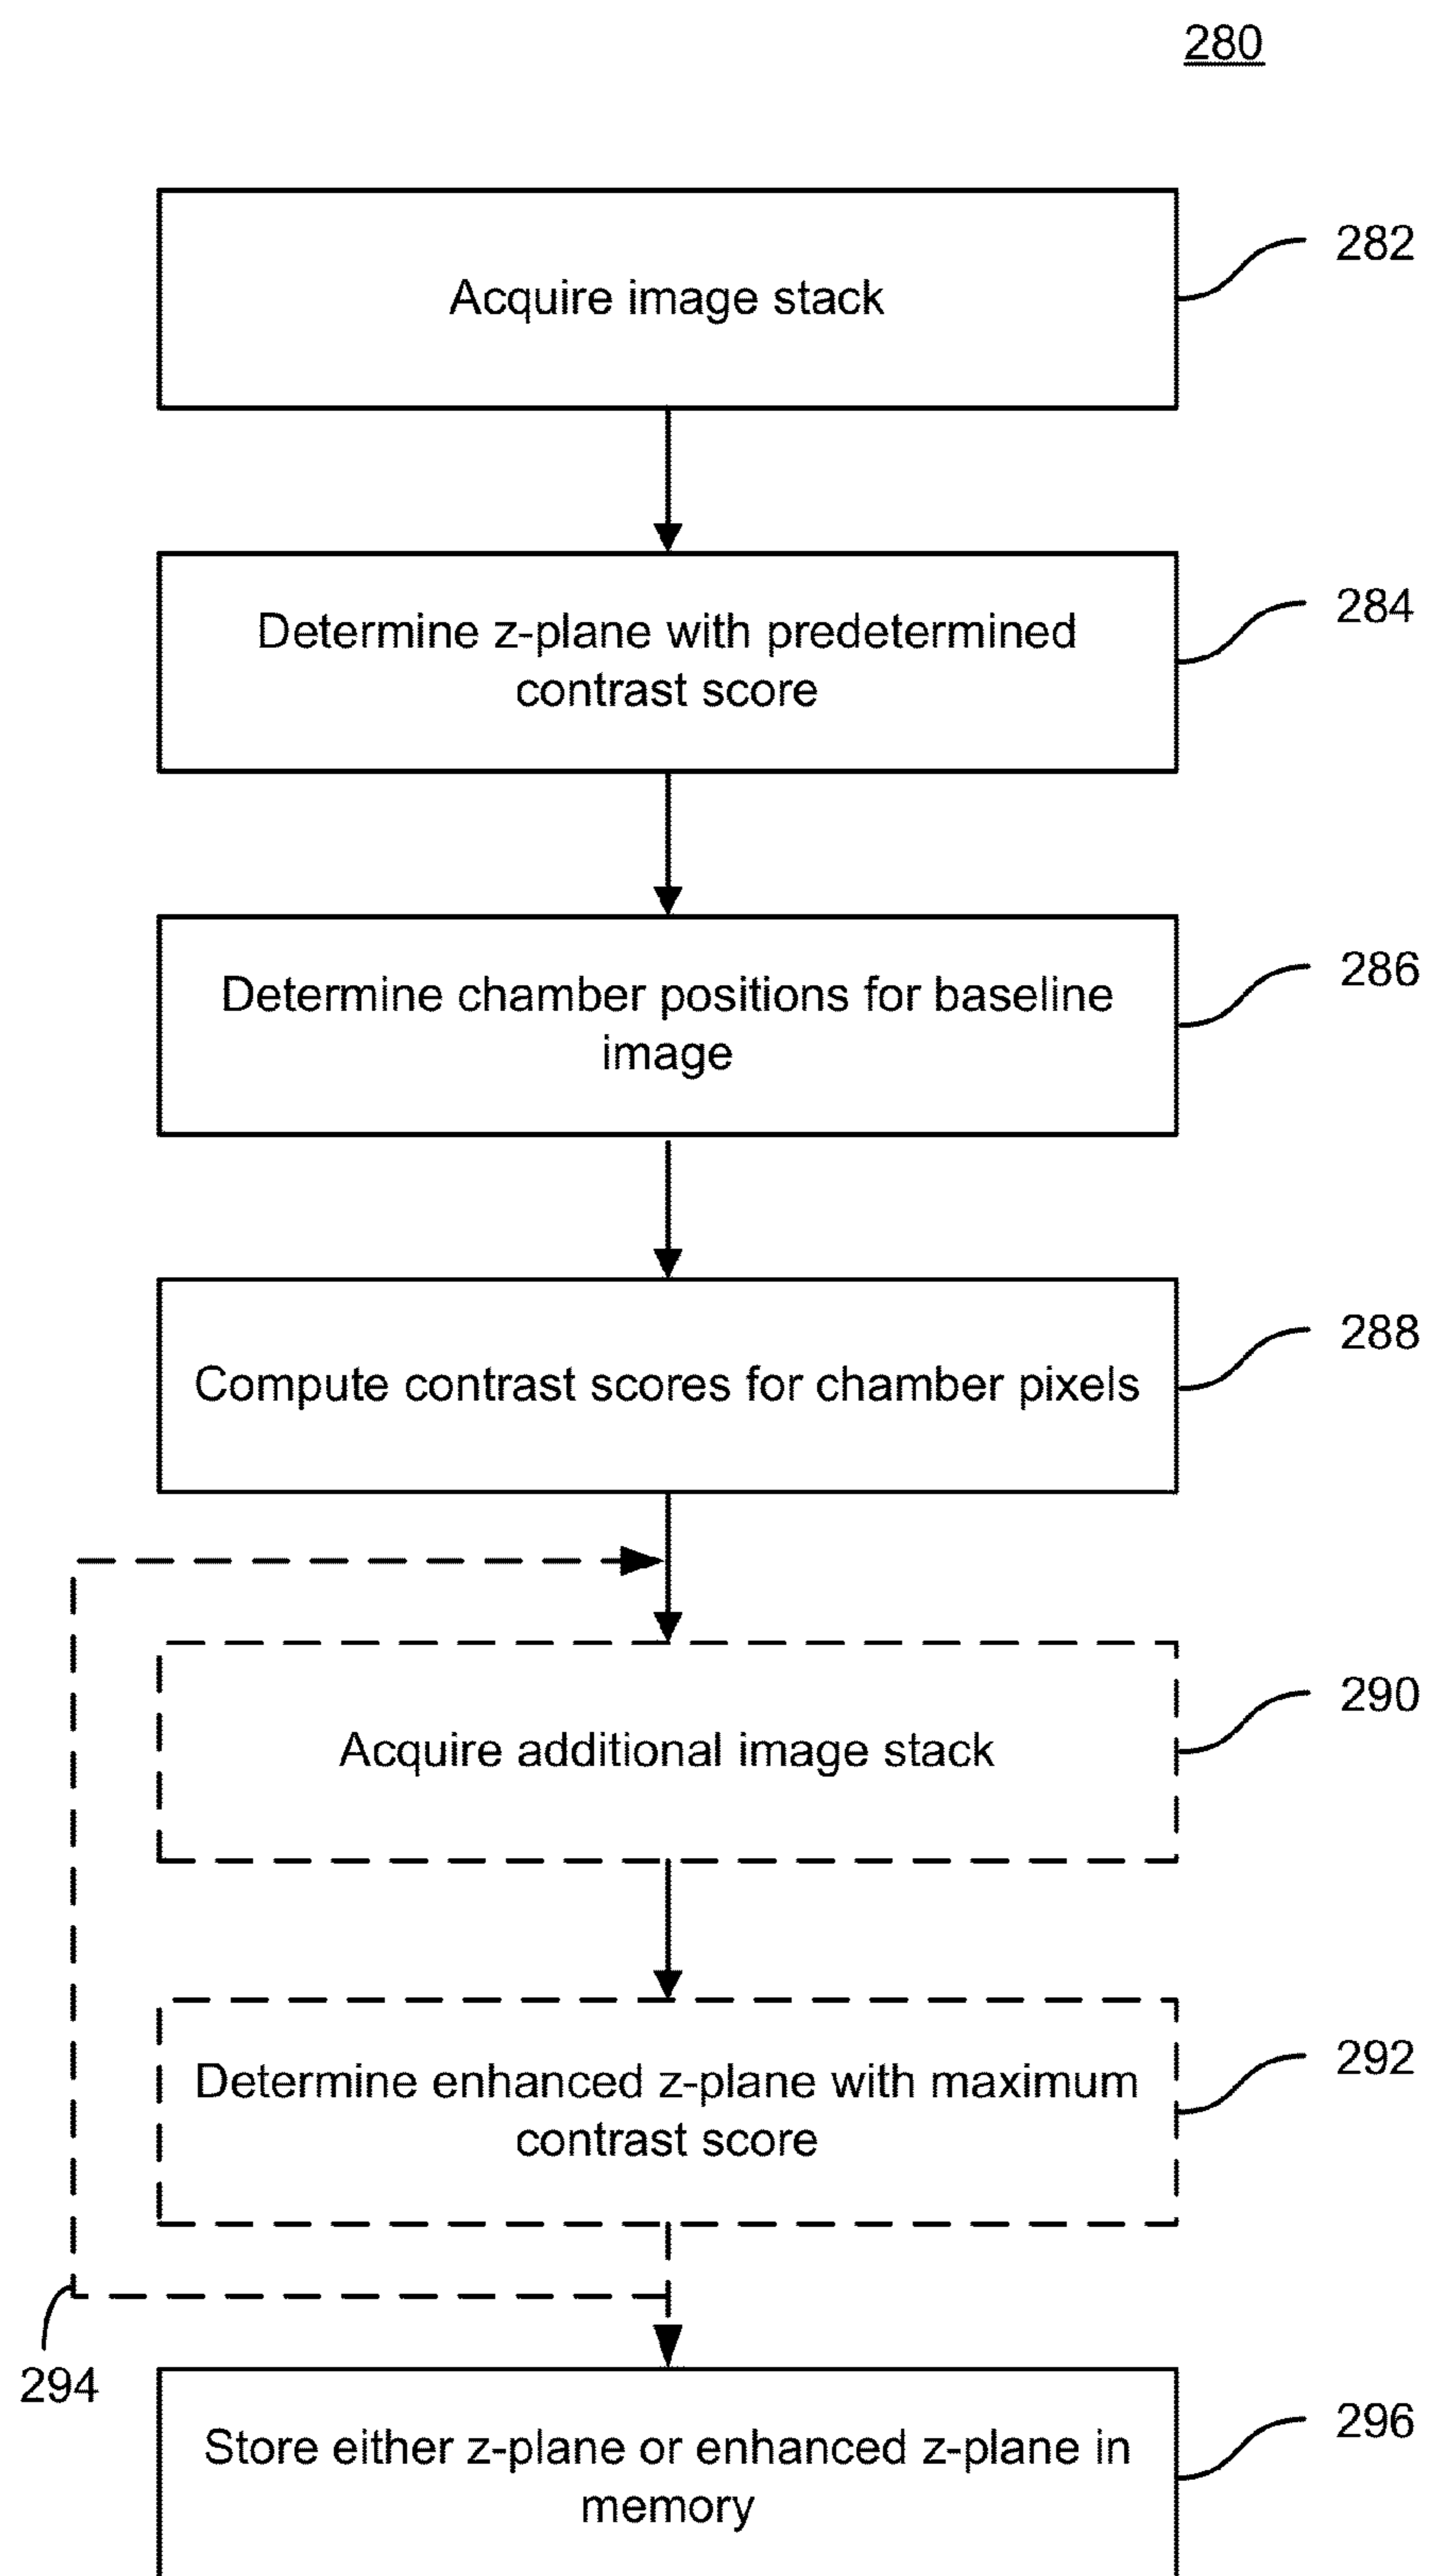 280
Acquire image stack
282
Determine z-plane with predetermined
contrast score
284
Determine chamber positions for baseline
image
286
Compute contrast scores for chamber pixels
288
Acquire additional image stack
290
Determine enhanced z-plane with maximum
contrast score
292
294
Store either z-plane or enhanced z-plane in
memory
296